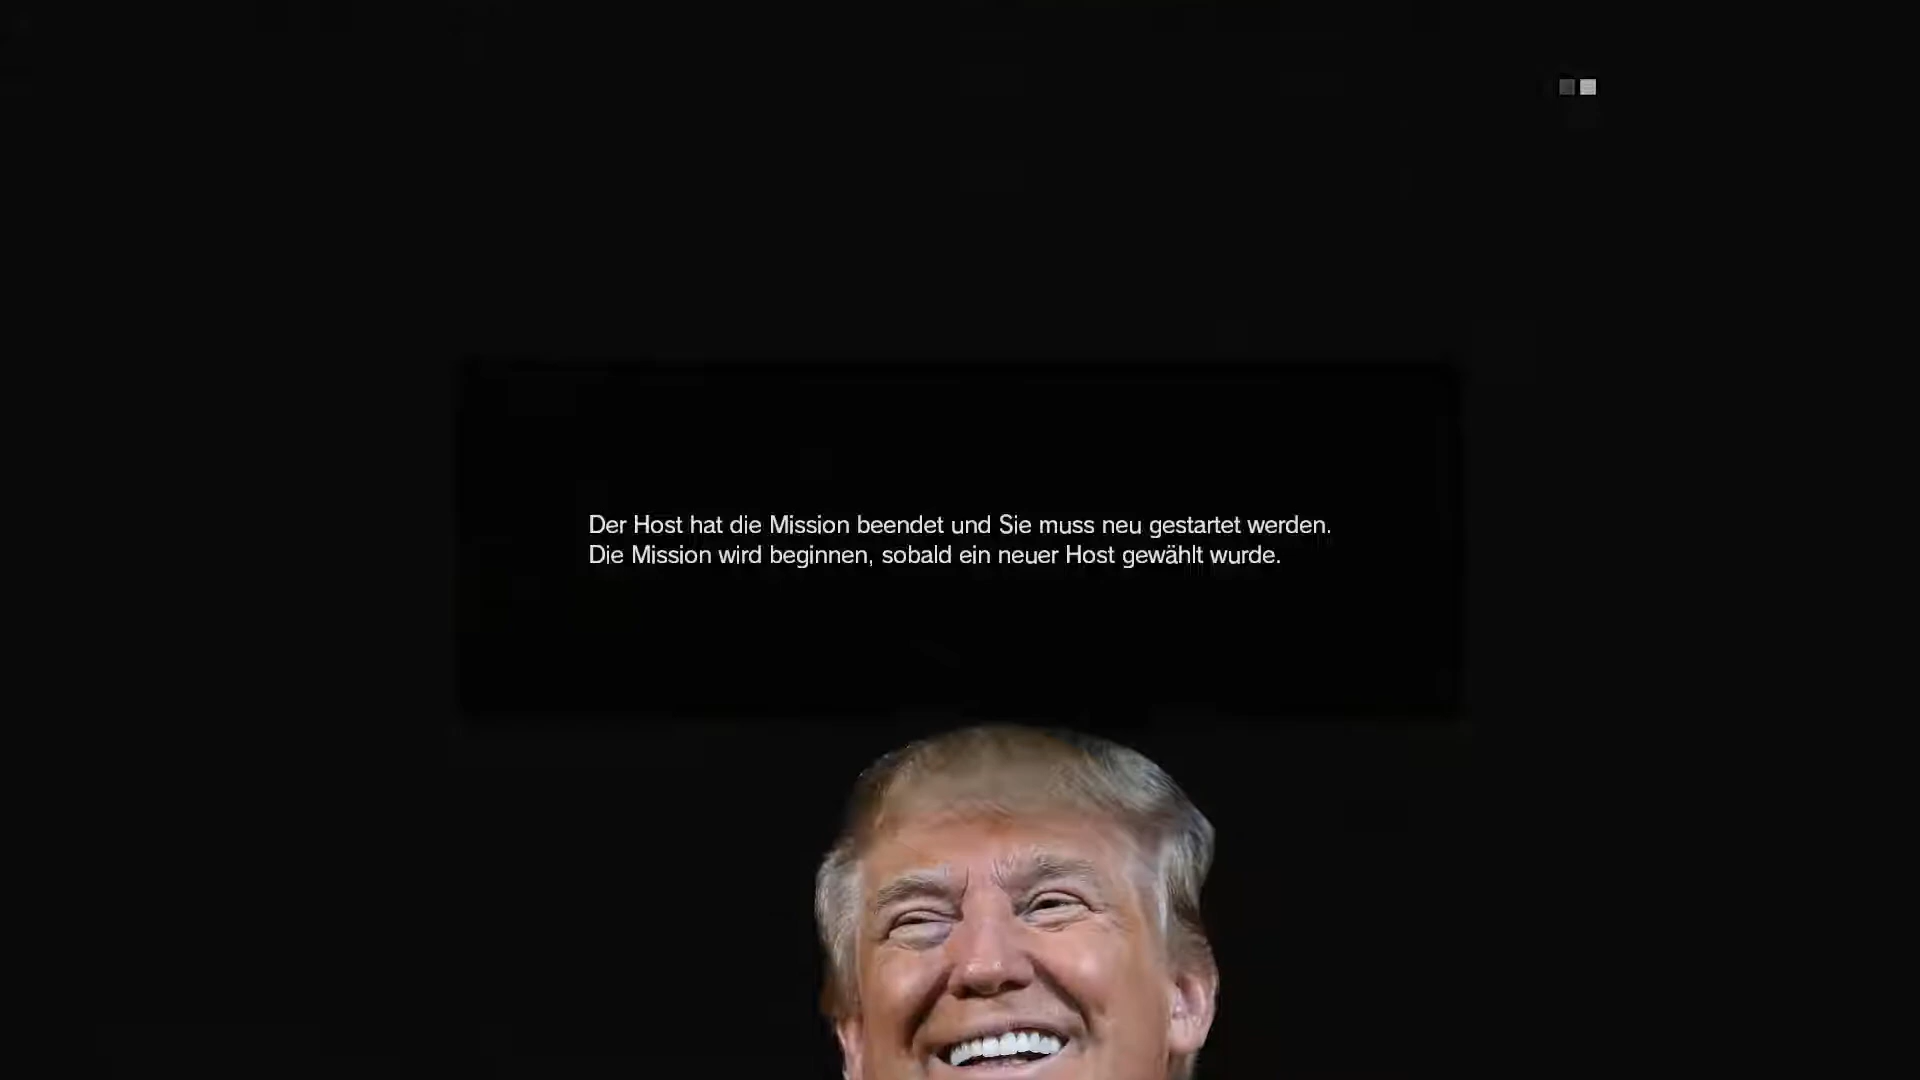 Der Host hat die Mission beendet und Sie muss neu gestartet werden.
Die Mission wird beginnen, sobald ein neuer Host gewählt wurde.